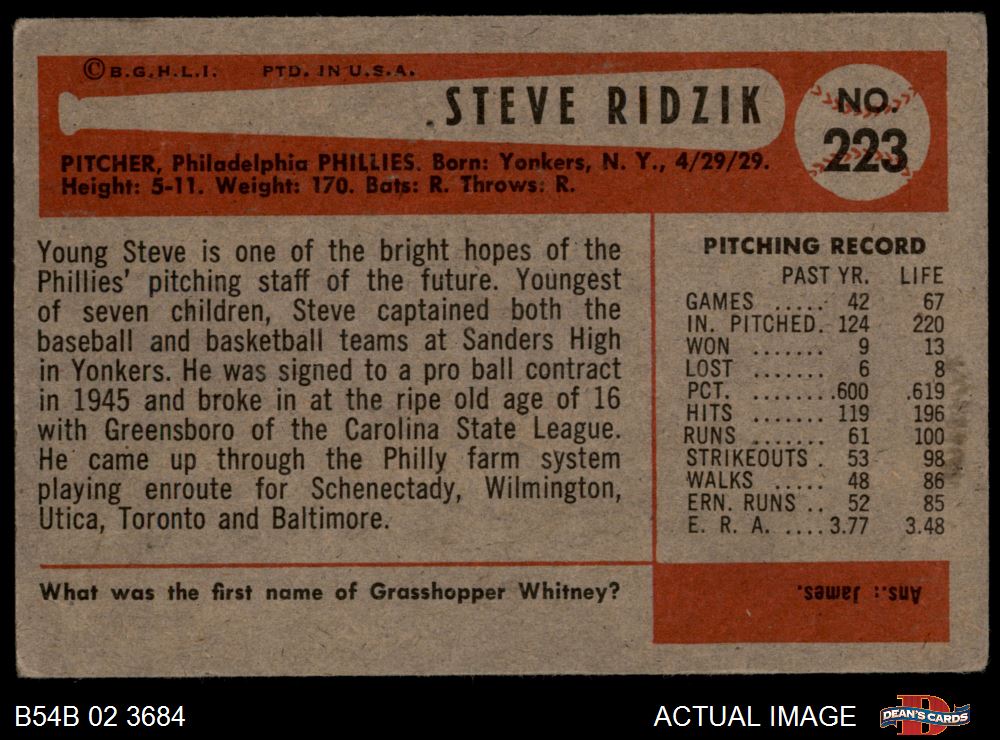 © B.G.H.L.I. PTD. IN U.S.A.
STEVE RIDZIK
NO.
223
PITCHER, Philadelphia PHILLIES. Born: Yonkers, N. Y., 4/29/29.
Height: 5-11. Weight: 170. Bats: R. Throws: R.
Young Steve is one of the bright hopes of the
Phillies' pitching staff of the future. Youngest
of seven children, Steve captained both the
baseball and basketball teams at Sanders High
in Yonkers. He was signed to a pro ball contract
in 1945 and broke in at the ripe old age of 16
with Greensboro of the Carolina State League.
He came up through the Philly farm system
playing enroute for Schenectady, Wilmington,
Utica, Toronto and Baltimore.
PITCHING RECORD
PAST YR. LIFE
GAMES ..... 42 67
IN. PITCHED. 124 220
WON ....... 9 13
LOST ....... 6 8
PCT. ....... .600 .619
HITS ....... 119 196
RUNS ....... 61 100
STRIKEOUTS . 53 98
WALKS ..... 48 86
ERN. RUNS .. 52 85
E. R. A. .... 3.77 3.48
What was the first name of Grasshopper Whitney?
Ans.: James.
B54B 02 3684
ACTUAL IMAGE
D
DEAN'S CARDS